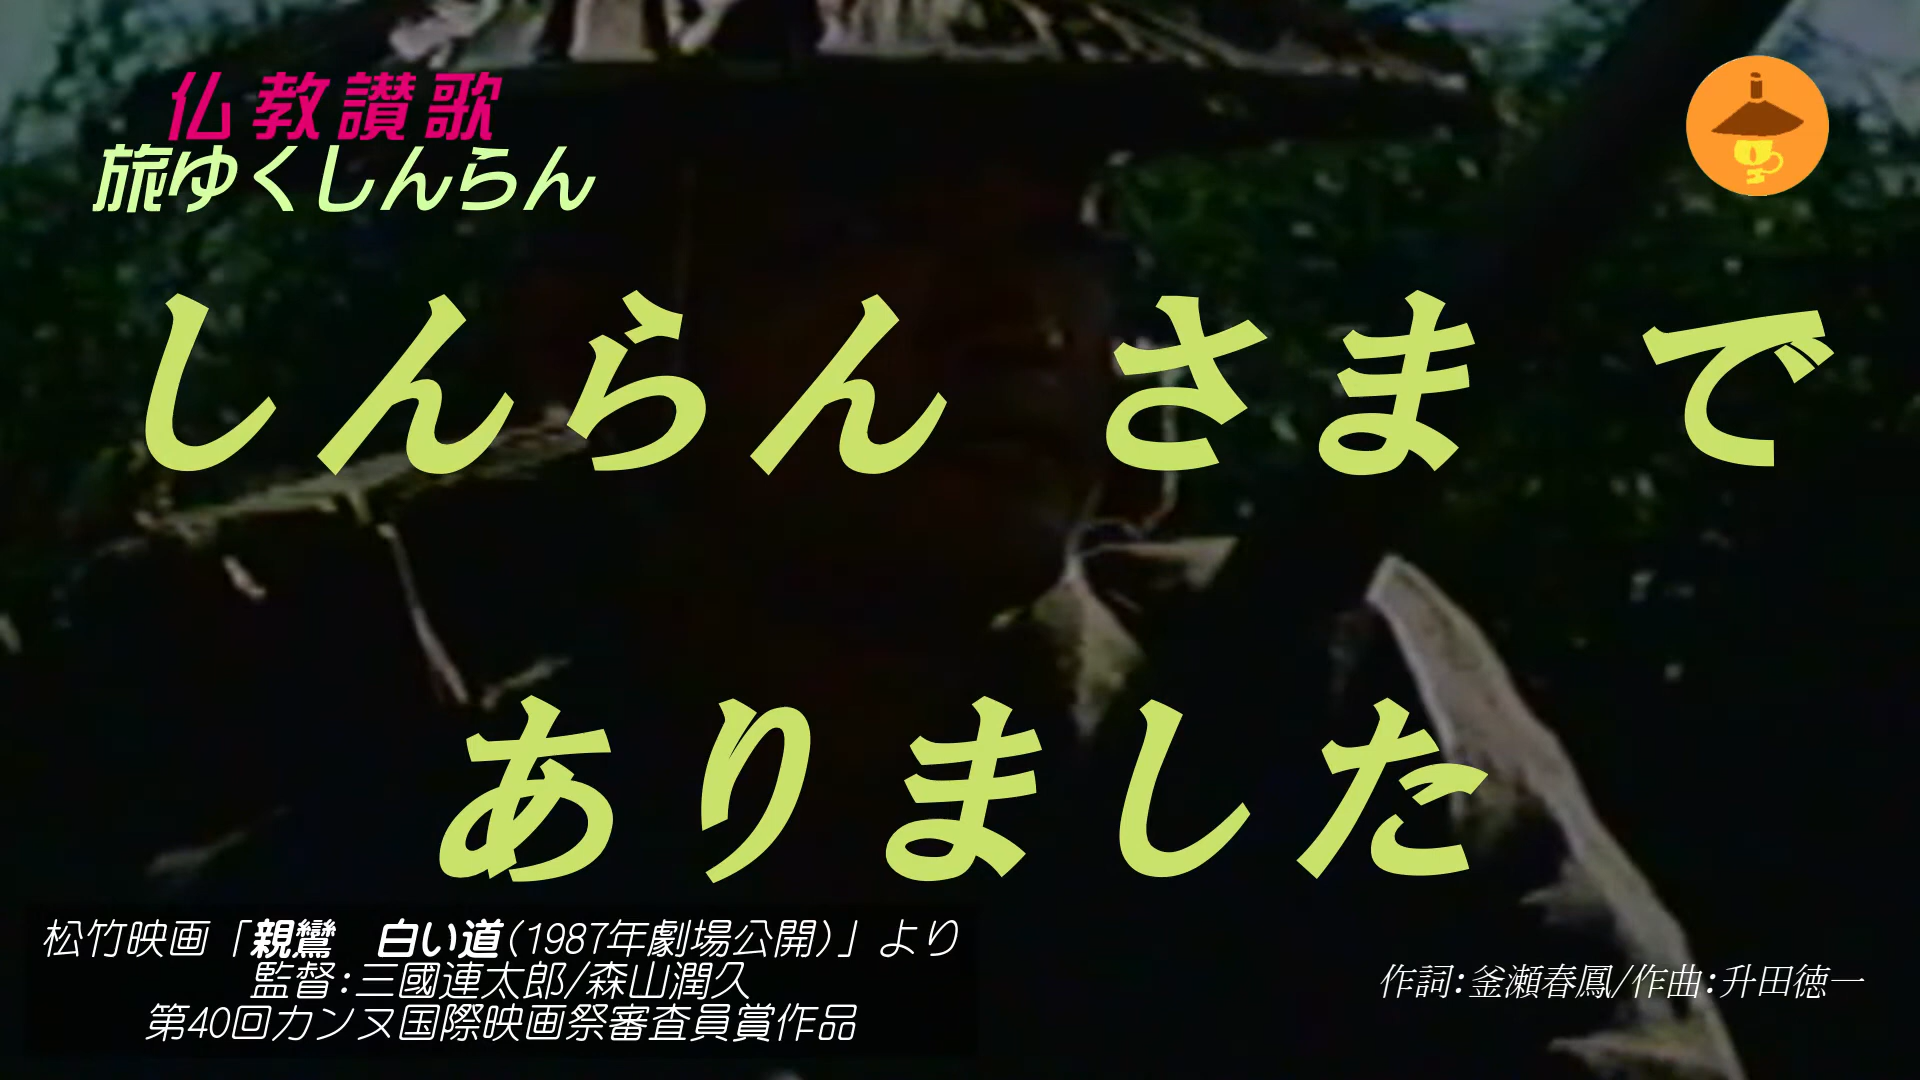 仏教讃歌
旅ゆくしんらん
しんらん さま で
ありました
松竹映画「親鸞　白い道(1987年劇場公開)」より
監督:三國連太郎/森山潤久
第40回カンヌ国際映画祭審査員賞作品
作詞:釜瀬春鳳/作曲:升田徳一